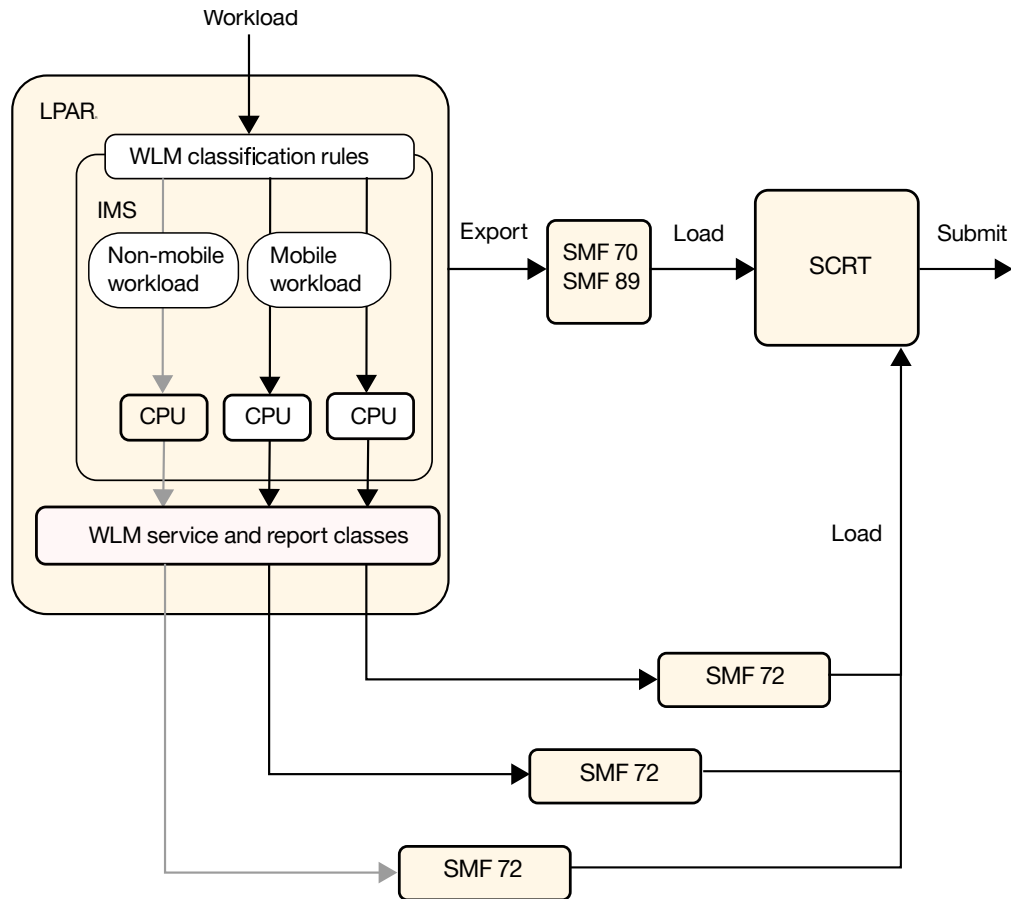 Workload
LPAR
WLM classification rules
IMS
Non-mobile
workload
Mobile
workload
CPU
CPU
CPU
WLM service and report classes
Export
SMF 70
SMF 89
Load
SCRT
Submit
Load
SMF 72
SMF 72
SMF 72